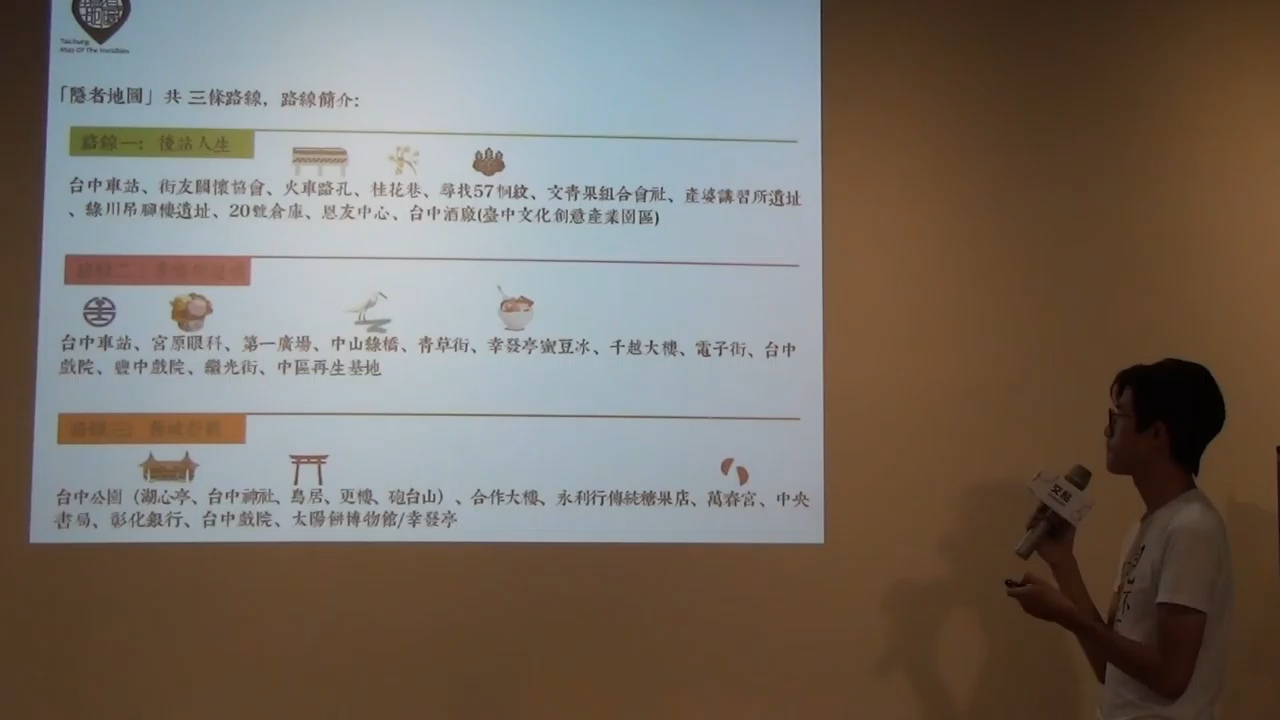 Taichung
Map Of The Invisibles
「隱者地圖」共 三條路線，路線簡介：
路線一： 後站人生
台中車站、街友關懷協會、火車踏孔、桂花巷、尋找57桐紋、文青果組合會社、產婆講習所遺址
、綠川吊腳樓遺址、20號倉庫、恩友中心、台中酒廠(臺中文化創意產業園區)
台中車站、宮原眼科、第一廣場、中山綠橋、青草街、幸發亭蜜豆冰、千越大樓、電子街、台中
戲院、豐中戲院、繼光街、中區再生基地
台中公園（湖心亭、台中神社、鳥居、更樓、砲台山）、合作大樓、永利行傳統糖果店、萬春宮、中央
書局、彰化銀行、台中戲院、太陽餅博物館/幸發亭
交點